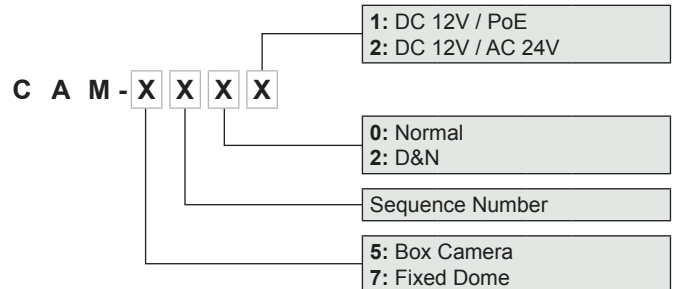 1: DC 12V / PoE
2: DC 12V / AC 24V
C A M - X X X X
0: Normal
2: D&N
Sequence Number
5: Box Camera
7: Fixed Dome